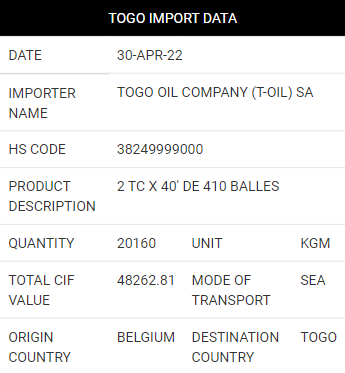 TOGO IMPORT DATA
DATE 30-APR-22
IMPORTER NAME TOGO OIL COMPANY (T-OIL) SA
HS CODE 38249999000
PRODUCT DESCRIPTION 2 TC X 40' DE 410 BALLES
QUANTITY 20160 UNIT KGM
TOTAL CIF VALUE 48262.81 MODE OF TRANSPORT SEA
ORIGIN COUNTRY BELGIUM DESTINATION COUNTRY TOGO